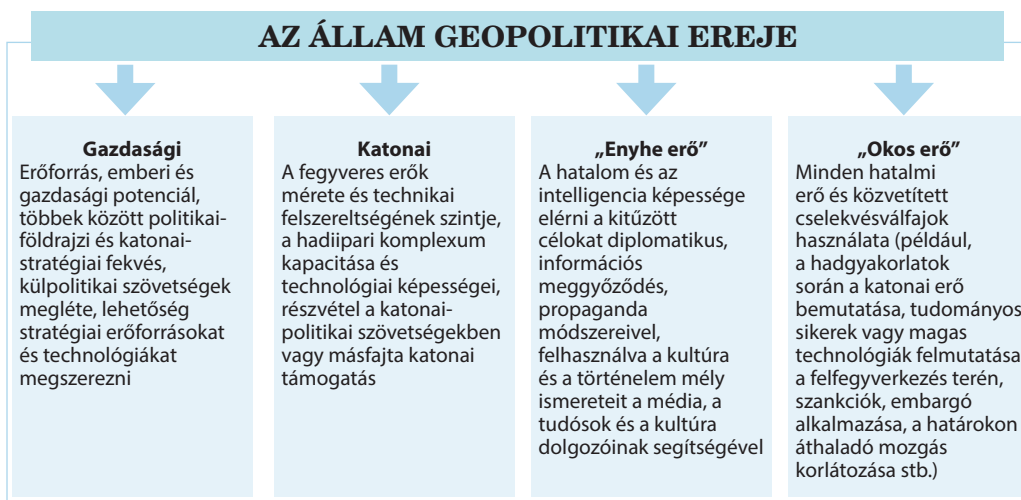 AZ ÁLLAM GEOPOLITIKAI EREJE
Gazdasági
Erőforrás, emberi és
gazdasági potenciál,
többek között politikai-
földrajzi és katonai-
stratégiai fekvés,
külpolitikai szövetségek
megléte, lehetőség
stratégiai erőforrásokat
és technológiákat
megszerezni
Katonai
A fegyveres erők
mérete és technikai
felszereltségének szintje,
a hadiipari komplexum
kapacitása és
technológiai képességei,
részvétel a katonai-
politikai szövetségekben
vagy másfajta katonai
támogatás
„Enyhe erő”
A hatalom és az
intelligencia képessége
elérni a kitűzött
célokat diplomatikus,
információs
meggyőződés,
propaganda
módszereivel,
felhasználva a kultúra
és a történelem mély
ismereteit a média, a
tudósok és a kultúra
dolgozóinak segítségével
„Okos erő”
Minden hatalmi
erő és közvetített
cselekvésválfajok
használata (például,
a hadgyakorlatok
során a katonai erő
bemutatása, tudományos
sikerek vagy magas
technológiák felmutatása
a felfegyverkezés terén,
szankciók, embargó
alkalmazása, a határokon
áthaladó mozgás
korlátozása stb.)